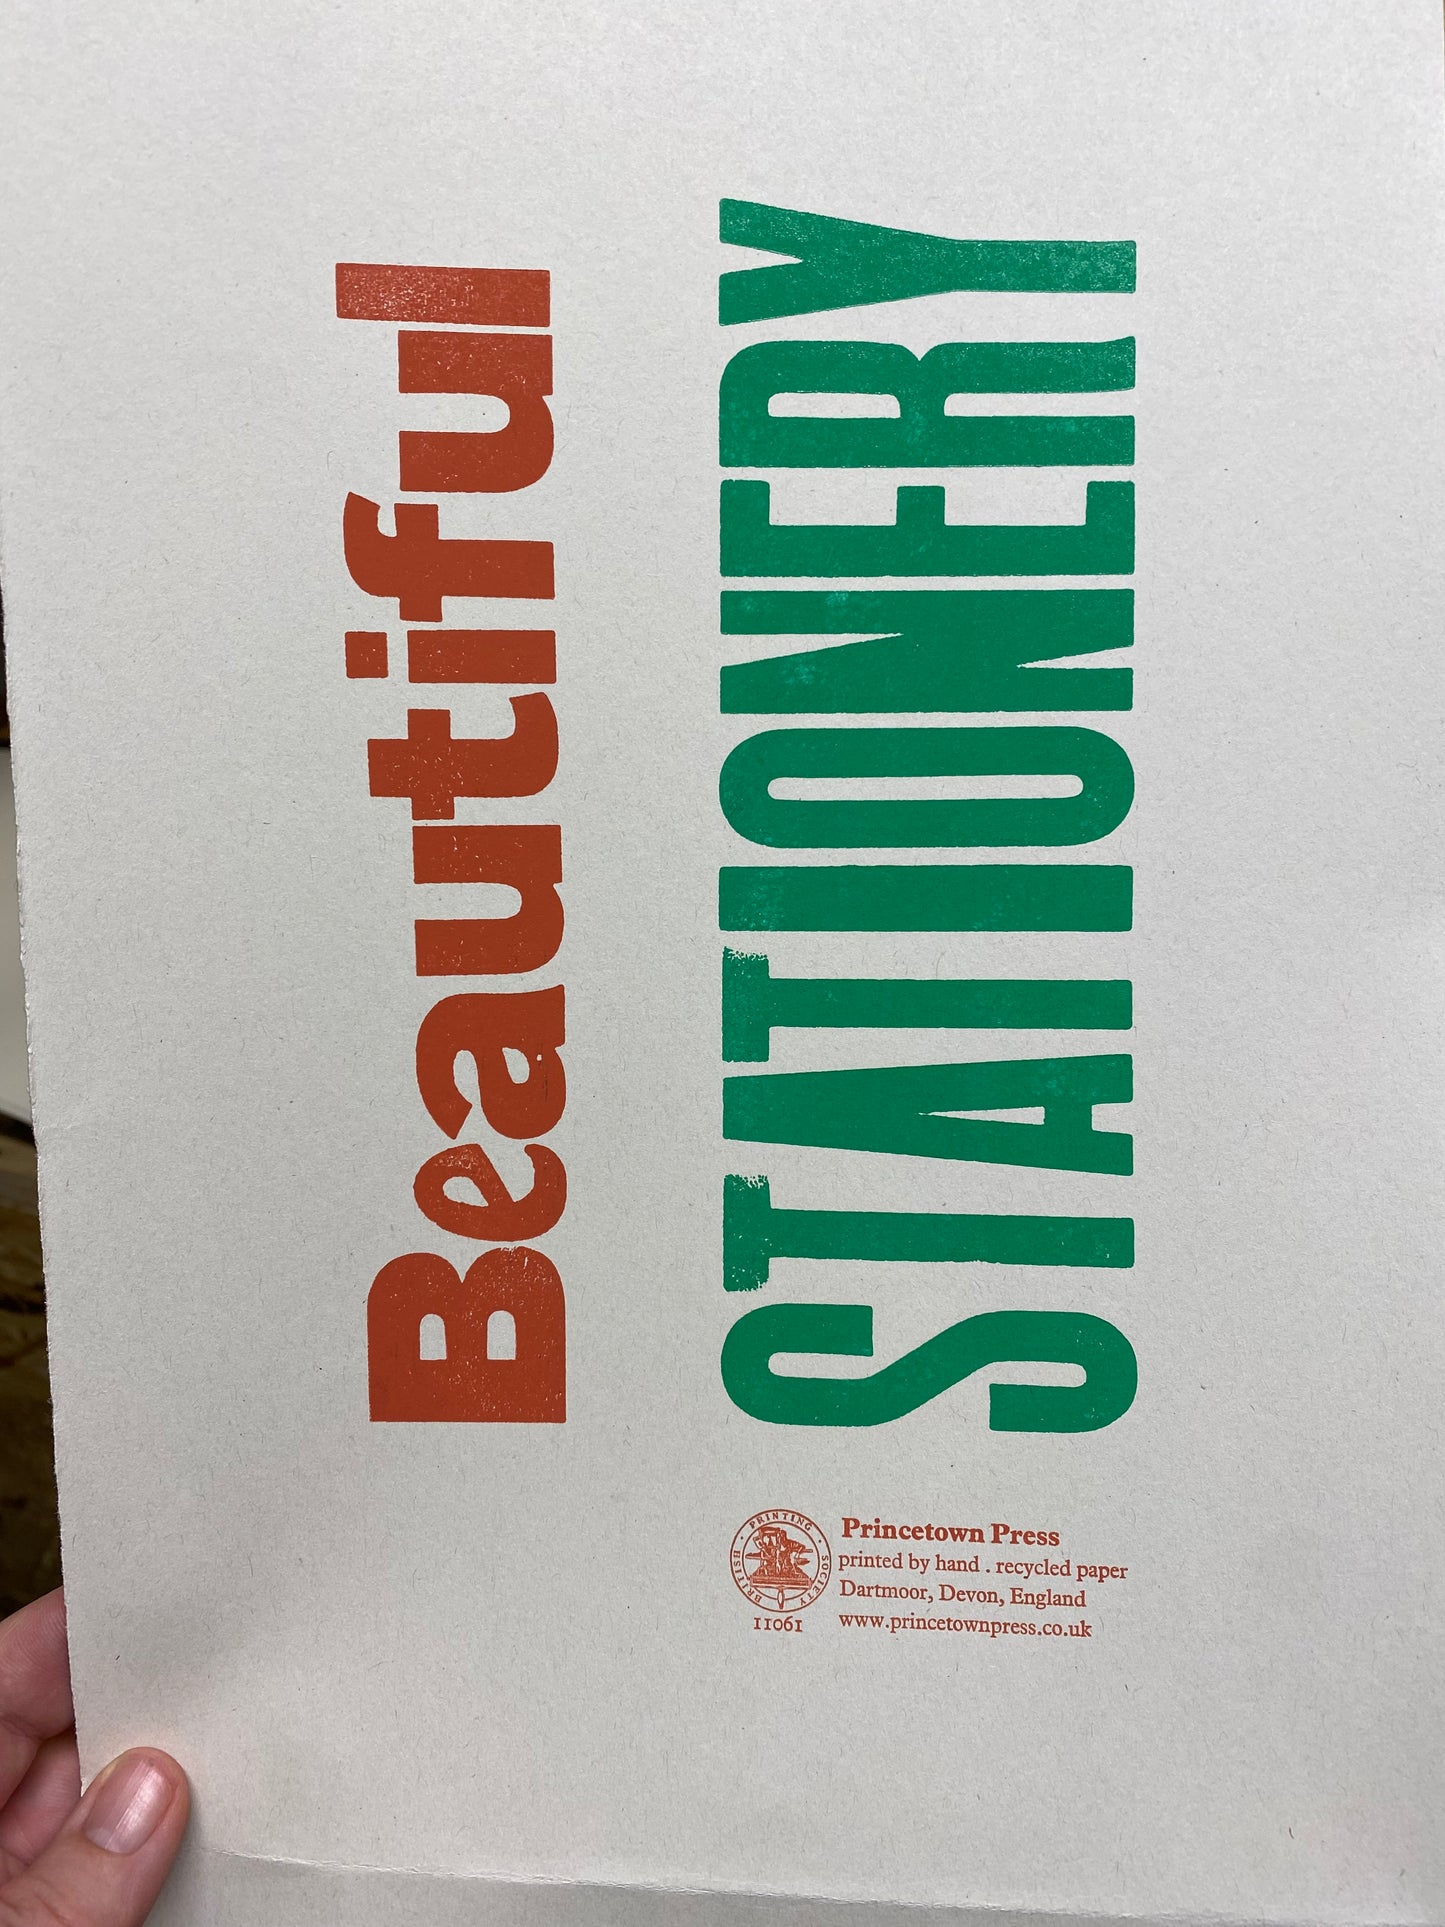 Beautiful
STATIONERY
BRITISH · PRINTING · SOCIETY
11061
Princetown Press
printed by hand . recycled paper
Dartmoor, Devon, England
www.princetownpress.co.uk